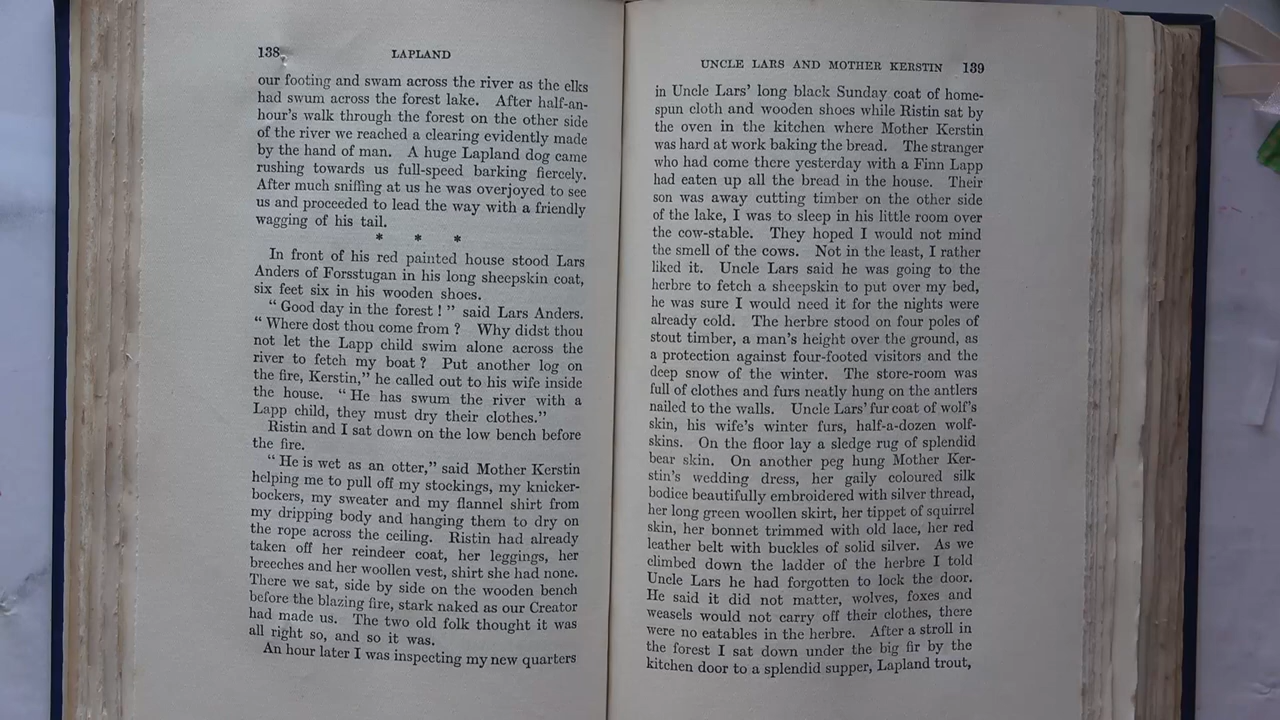 138 LAPLAND
our footing and swam across the river as the elks
had swum across the forest lake. After half-an-
hour's walk through the forest on the other side
of the river we reached a clearing evidently made
by the hand of man. A huge Lapland dog came
rushing towards us full-speed barking fiercely.
After much sniffing at us he was overjoyed to see
us and proceeded to lead the way with a friendly
wagging of his tail.
* * *
In front of his red painted house stood Lars
Anders of Forsstugan in his long sheepskin coat,
six feet six in his wooden shoes.
“ Good day in the forest ! ” said Lars Anders.
“ Where dost thou come from ? Why didst thou
not let the Lapp child swim alone across the
river to fetch my boat ? Put another log on
the fire, Kerstin,” he called out to his wife inside
the house. “ He has swum the river with a
Lapp child, they must dry their clothes.”
Ristin and I sat down on the low bench before
the fire.
“ He is wet as an otter,” said Mother Kerstin
helping me to pull off my stockings, my knicker-
bockers, my sweater and my flannel shirt from
my dripping body and hanging them to dry on
the rope across the ceiling. Ristin had already
taken off her reindeer coat, her leggings, her
breeches and her woollen vest, shirt she had none.
There we sat, side by side on the wooden bench
before the blazing fire, stark naked as our Creator
had made us. The two old folk thought it was
all right so, and so it was.
An hour later I was inspecting my new quarters
UNCLE LARS AND MOTHER KERSTIN 139
in Uncle Lars' long black Sunday coat of home-
spun cloth and wooden shoes while Ristin sat by
the oven in the kitchen where Mother Kerstin
was hard at work baking the bread. The stranger
who had come there yesterday with a Finn Lapp
had eaten up all the bread in the house. Their
son was away cutting timber on the other side
of the lake, I was to sleep in his little room over
the cow-stable. They hoped I would not mind
the smell of the cows. Not in the least, I rather
liked it. Uncle Lars said he was going to the
herbre to fetch a sheepskin to put over my bed,
he was sure I would need it for the nights were
already cold. The herbre stood on four poles of
stout timber, a man's height over the ground, as
a protection against four-footed visitors and the
deep snow of the winter. The store-room was
full of clothes and furs neatly hung on the antlers
nailed to the walls. Uncle Lars' fur coat of wolf's
skin, his wife's winter furs, half-a-dozen wolf-
skins. On the floor lay a sledge rug of splendid
bear skin. On another peg hung Mother Ker-
stin's wedding dress, her gaily coloured silk
bodice beautifully embroidered with silver thread,
her long green woollen skirt, her tippet of squirrel
skin, her bonnet trimmed with old lace, her red
leather belt with buckles of solid silver. As we
climbed down the ladder of the herbre I told
Uncle Lars he had forgotten to lock the door.
He said it did not matter, wolves, foxes and
weasels would not carry off their clothes, there
were no eatables in the herbre. After a stroll in
the forest I sat down under the big fir by the
kitchen door to a splendid supper, Lapland trout,